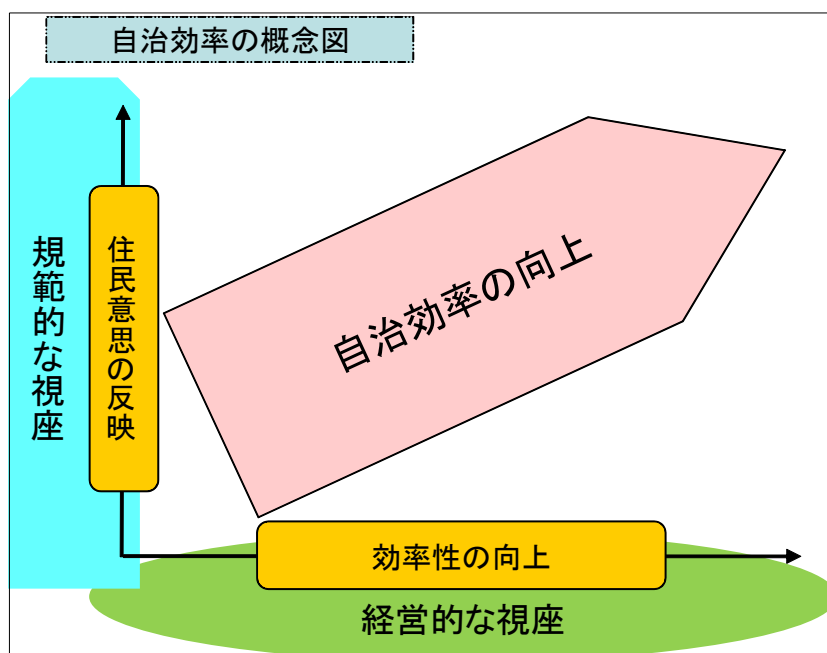 自治効率の概念図
規範的な視座
住民意思の反映
自治効率の向上
効率性の向上
経営的な視座